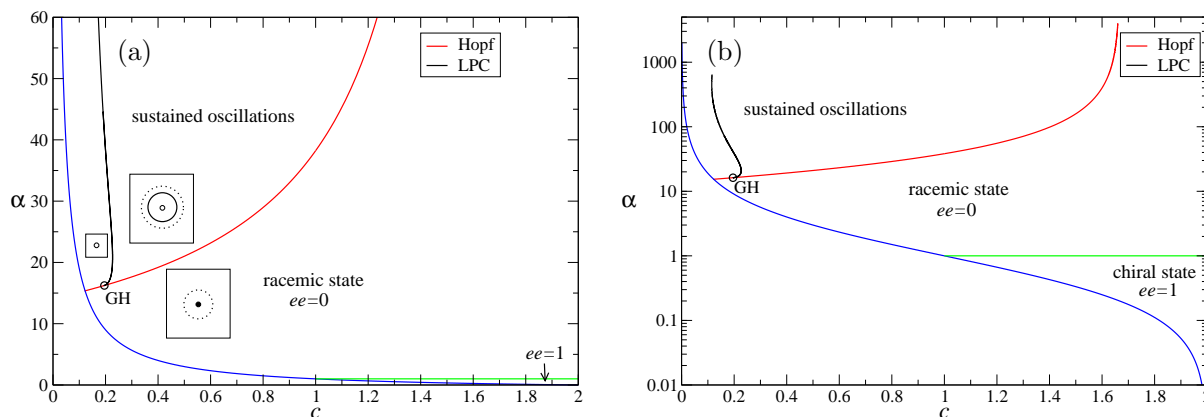 60
50
40
30
20
10
0
α
(a)
Hopf
LPC
sustained oscillations
GH
racemic state
ee=0
ee=1
0 0.2 0.4 0.6 0.8 1 1.2 1.4 1.6 1.8 2
c
1000
100
10
1
0.1
0.01
α
(b)
Hopf
LPC
sustained oscillations
GH
racemic state
ee=0
chiral state
ee=1
0 0.2 0.4 0.6 0.8 1 1.2 1.4 1.6 1.8
c